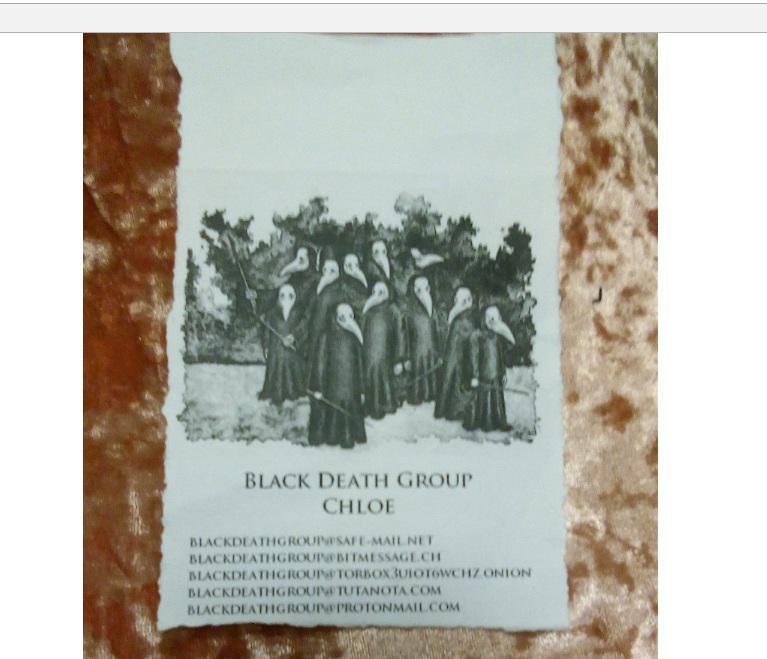 BLACK DEATH GROUP
CHLOE
BLACKDEATHGROUP@SAFE-MAIL.NET
BLACKDEATHGROUP@BITMESSAGE.CH
BLACKDEATHGROUP@TORBOX3UIOT6WCHZ.ONION
BLACKDEATHGROUP@TUTANOTA.COM
BLACKDEATHGROUP@PROTONMAIL.COM